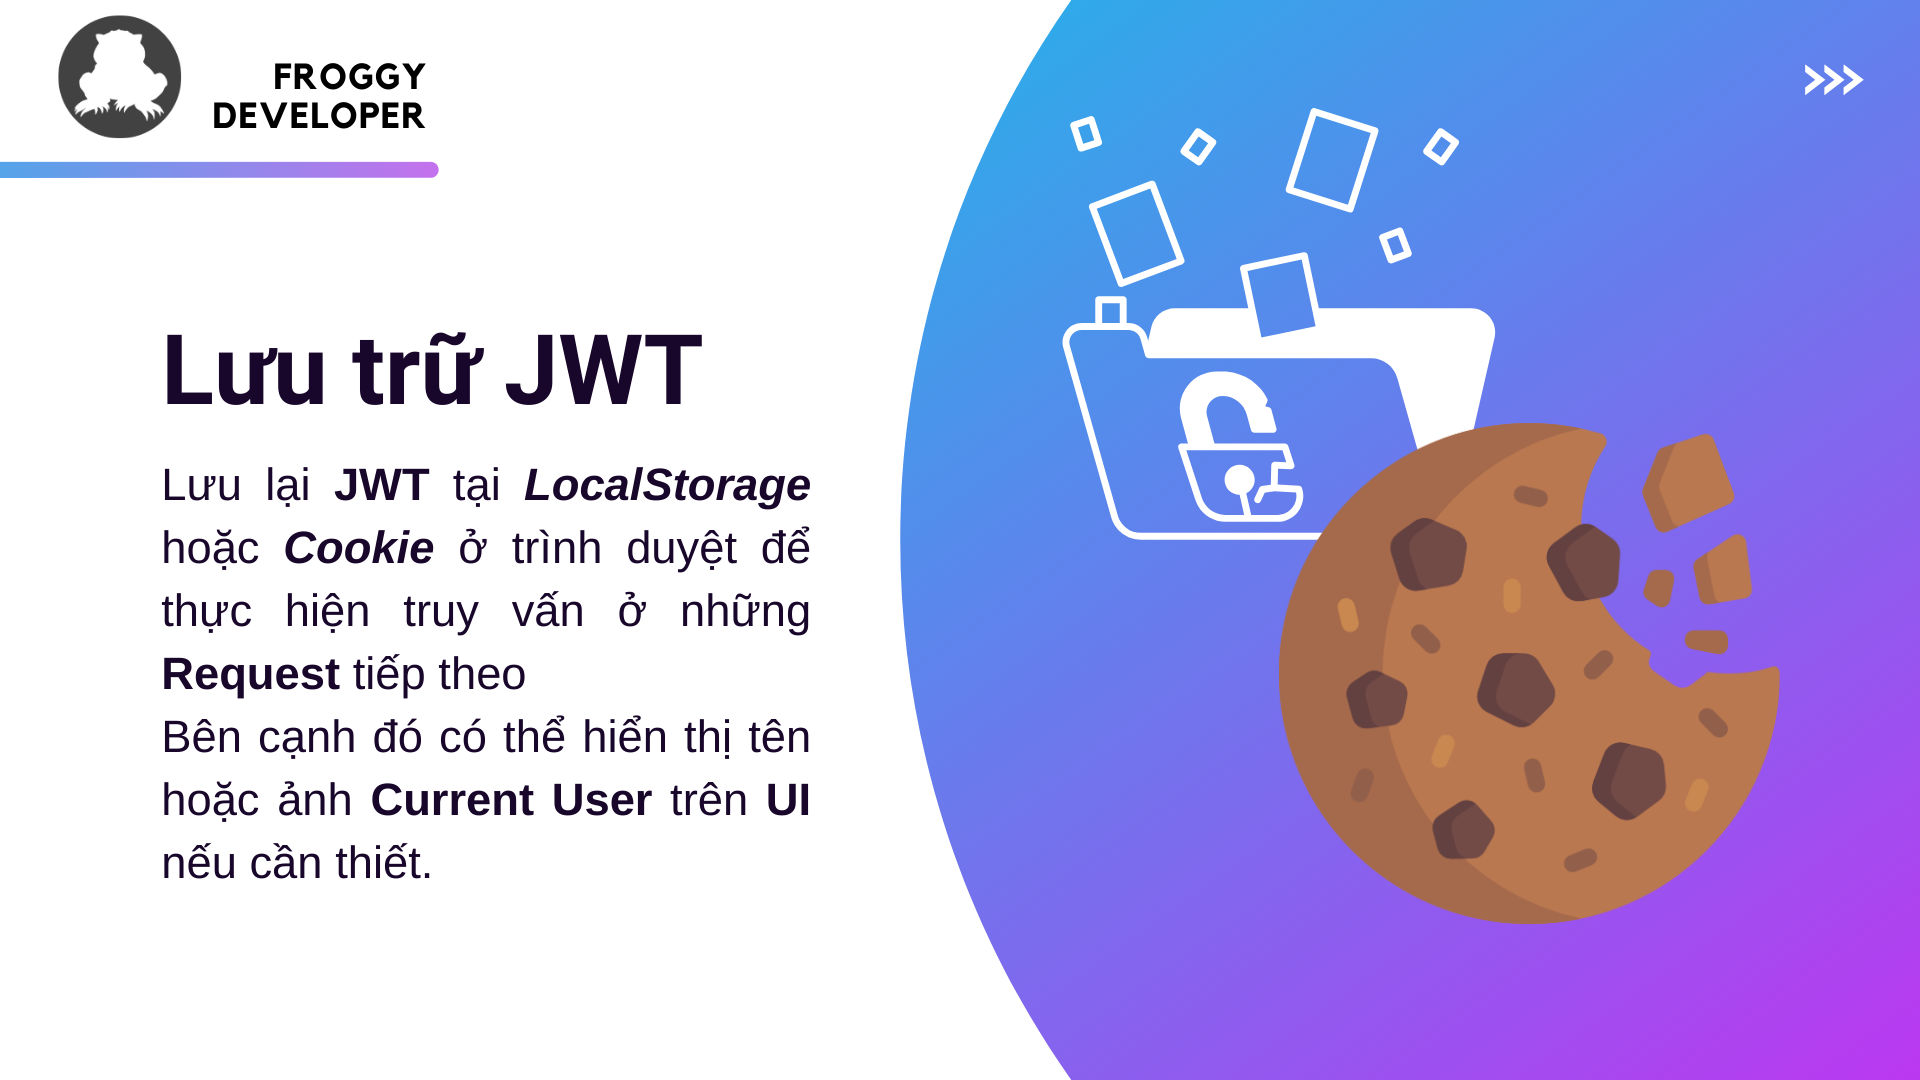 FROGGY
DEVELOPER
Lưu trữ JWT
Lưu lại JWT tại LocalStorage
hoặc Cookie ở trình duyệt để
thực hiện truy vấn ở những
Request tiếp theo
Bên cạnh đó có thể hiển thị tên
hoặc ảnh Current User trên UI
nếu cần thiết.